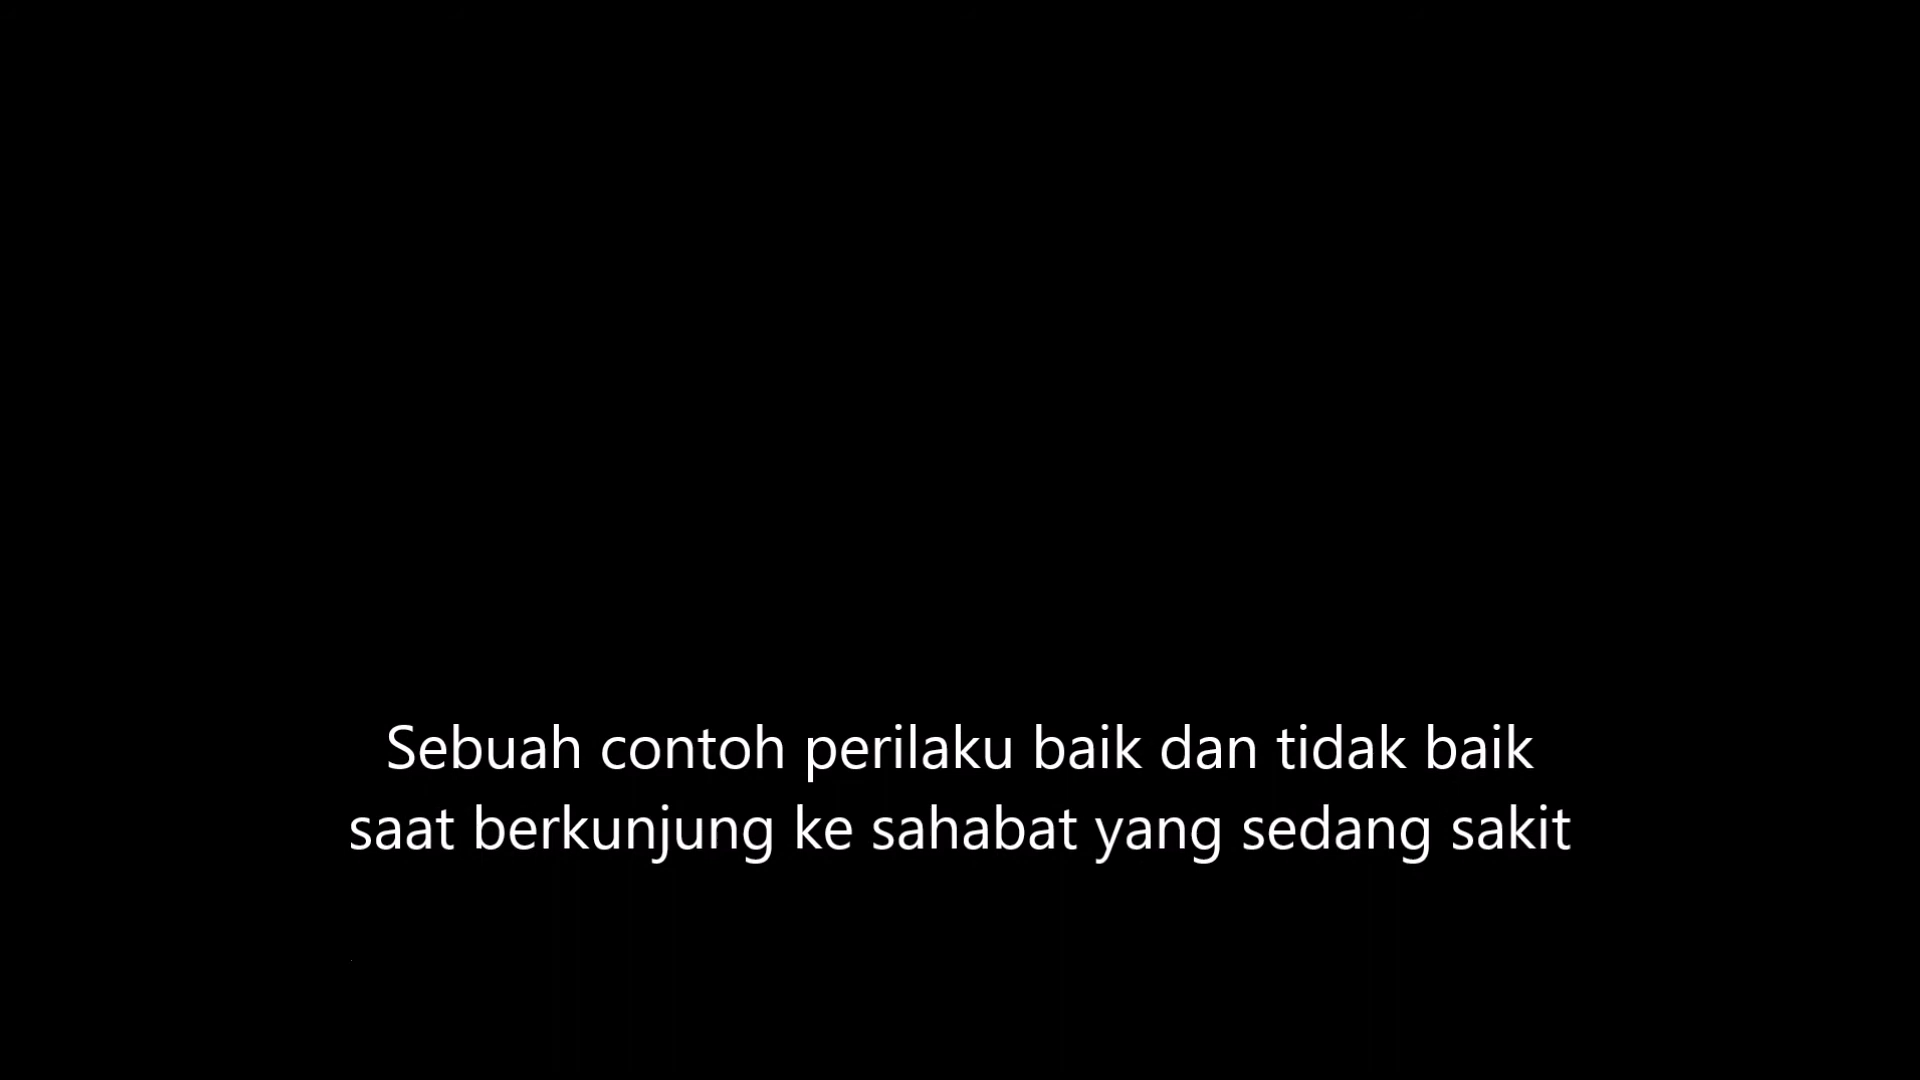 Sebuah contoh perilaku baik dan tidak baik
saat berkunjung ke sahabat yang sedang sakit